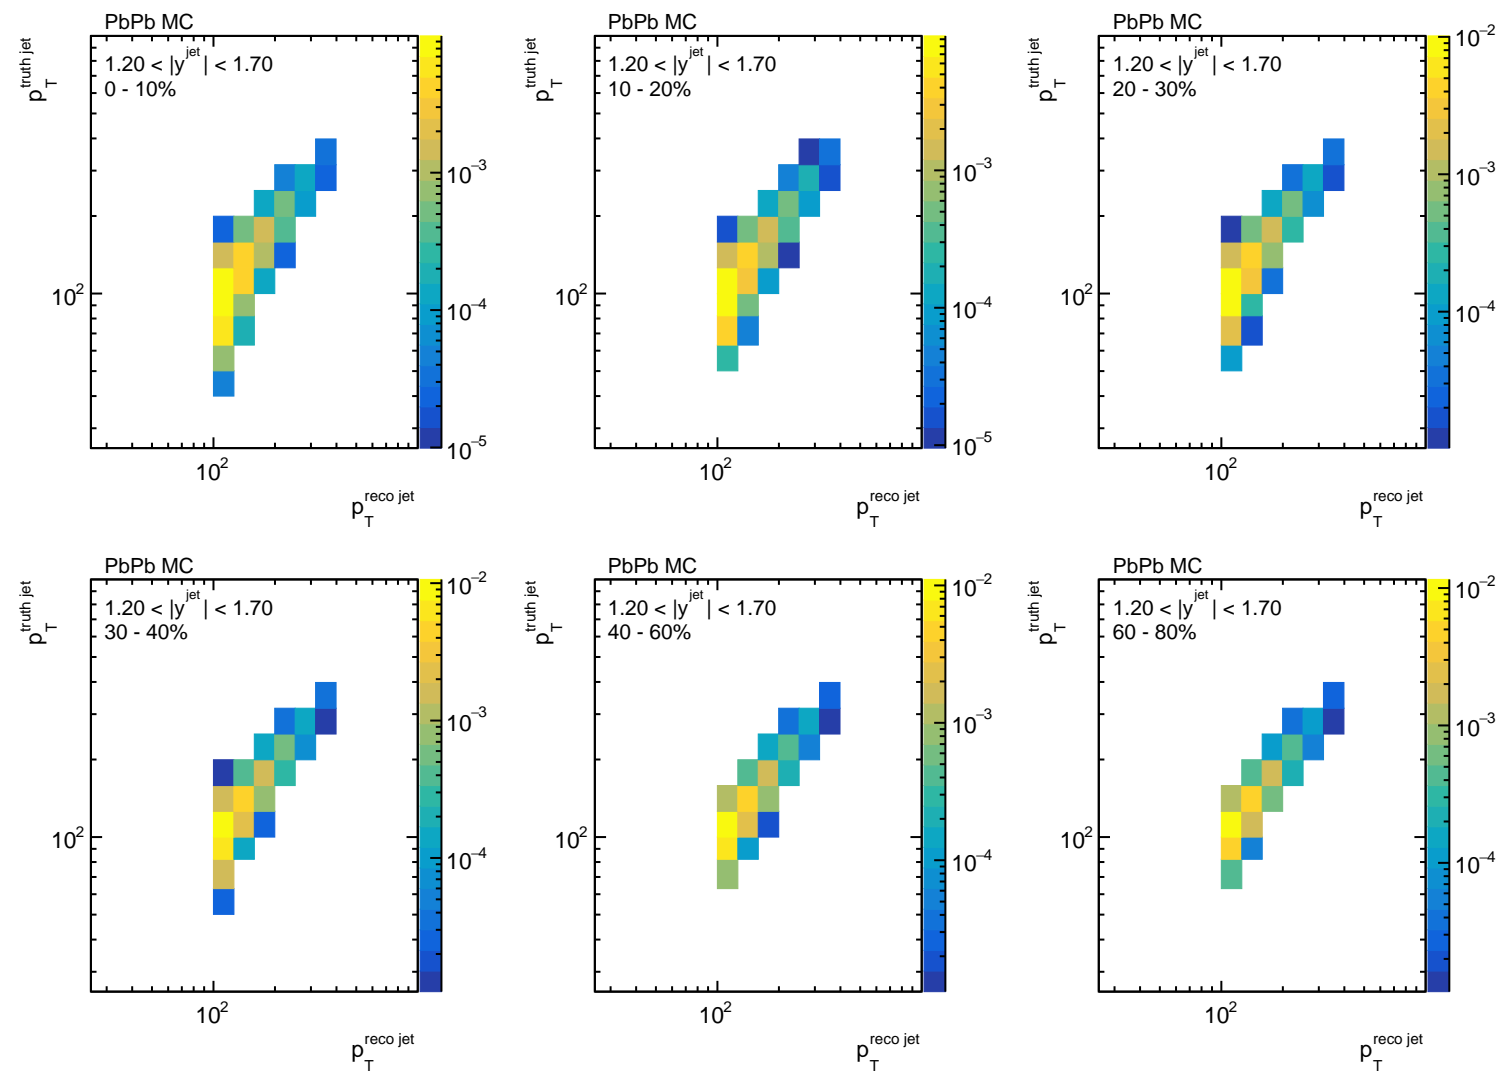 PbPb MC
1.20 < |y^jet| < 1.70
0 - 10%
p_T^truth jet
10^2
10^2
p_T^reco jet
10^−3
10^−4
10^−5
PbPb MC
1.20 < |y^jet| < 1.70
10 - 20%
p_T^truth jet
10^2
10^2
p_T^reco jet
10^−3
10^−4
10^−5
PbPb MC
1.20 < |y^jet| < 1.70
20 - 30%
p_T^truth jet
10^2
10^2
p_T^reco jet
10^−2
10^−3
10^−4
PbPb MC
1.20 < |y^jet| < 1.70
30 - 40%
p_T^truth jet
10^2
10^2
p_T^reco jet
10^−2
10^−3
10^−4
PbPb MC
1.20 < |y^jet| < 1.70
40 - 60%
p_T^truth jet
10^2
10^2
p_T^reco jet
10^−2
10^−3
10^−4
PbPb MC
1.20 < |y^jet| < 1.70
60 - 80%
p_T^truth jet
10^2
10^2
p_T^reco jet
10^−2
10^−3
10^−4